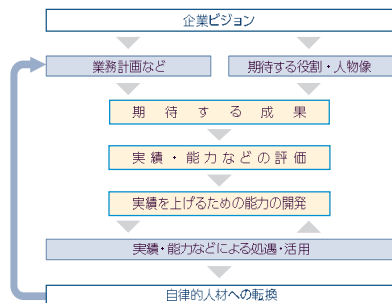 企業ビジョン
業務計画など
期待する役割・人物像
期待する成果
実績・能力などの評価
実績を上げるための能力の開発
実績・能力などによる処遇・活用
自律的人材への転換